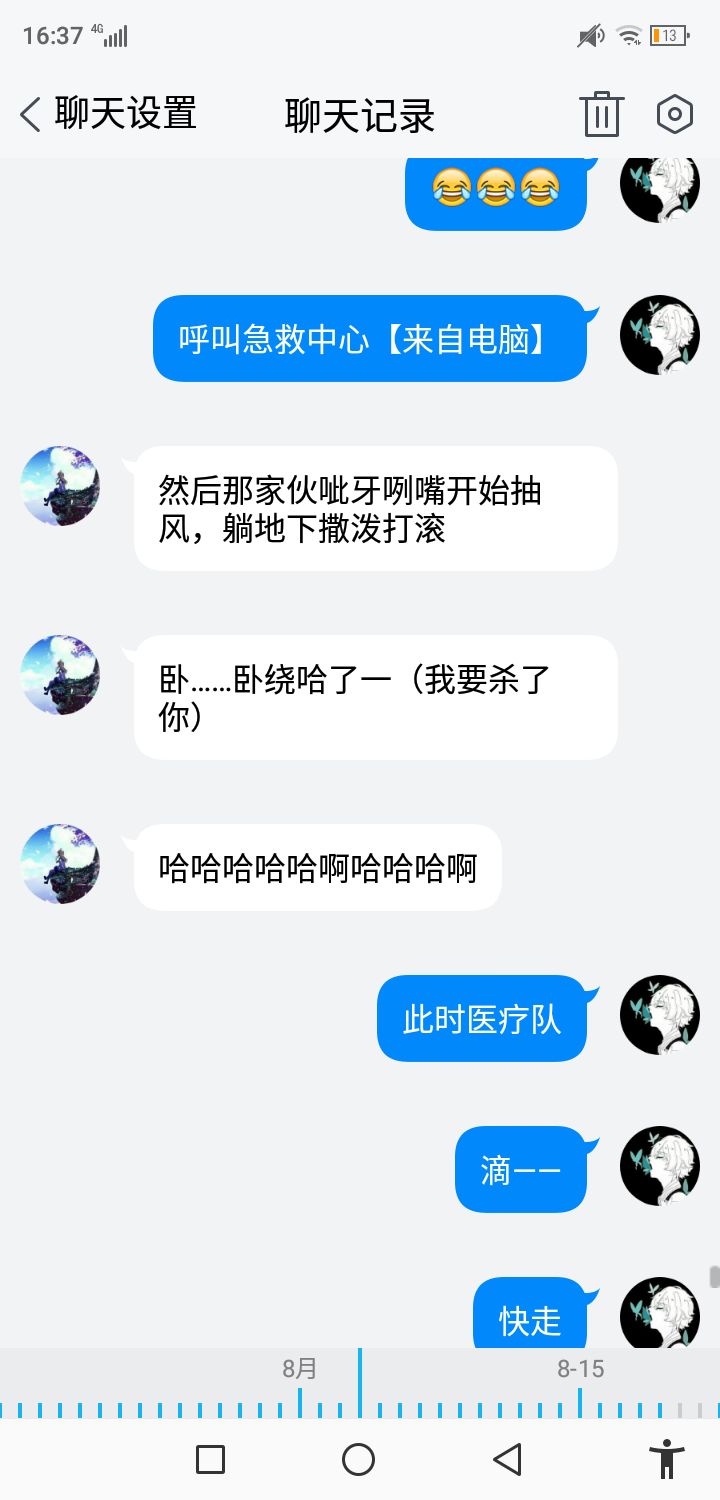 16:37 4G 13
聊天设置 聊天记录
😂😂😂
呼叫急救中心【来自电脑】
然后那家伙呲牙咧嘴开始抽
风，躺地下撒泼打滚
卧……卧绕哈了一（我要杀了
你）
哈哈哈哈哈啊哈哈哈啊
此时医疗队
滴——
快走
8月 8-15